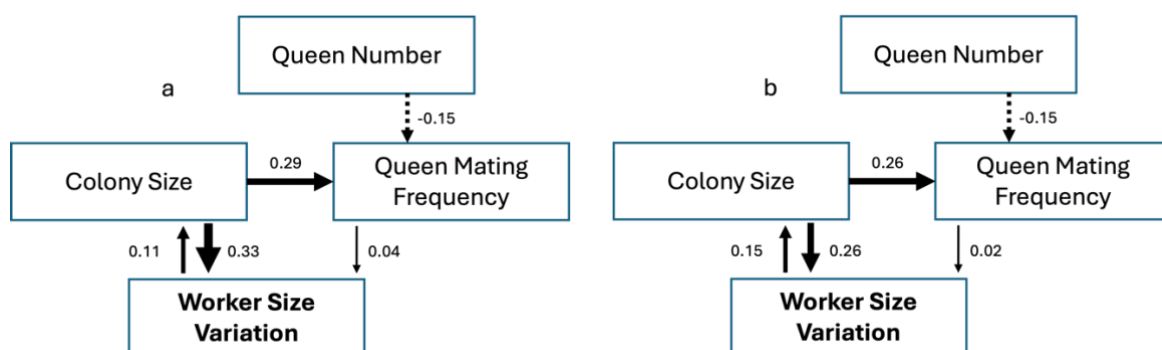 Queen Number
a
-0.15
Colony Size
0.29
Queen Mating
Frequency
0.11
0.33
0.04
Worker Size
Variation
Queen Number
b
-0.15
Colony Size
0.26
Queen Mating
Frequency
0.15
0.26
0.02
Worker Size
Variation